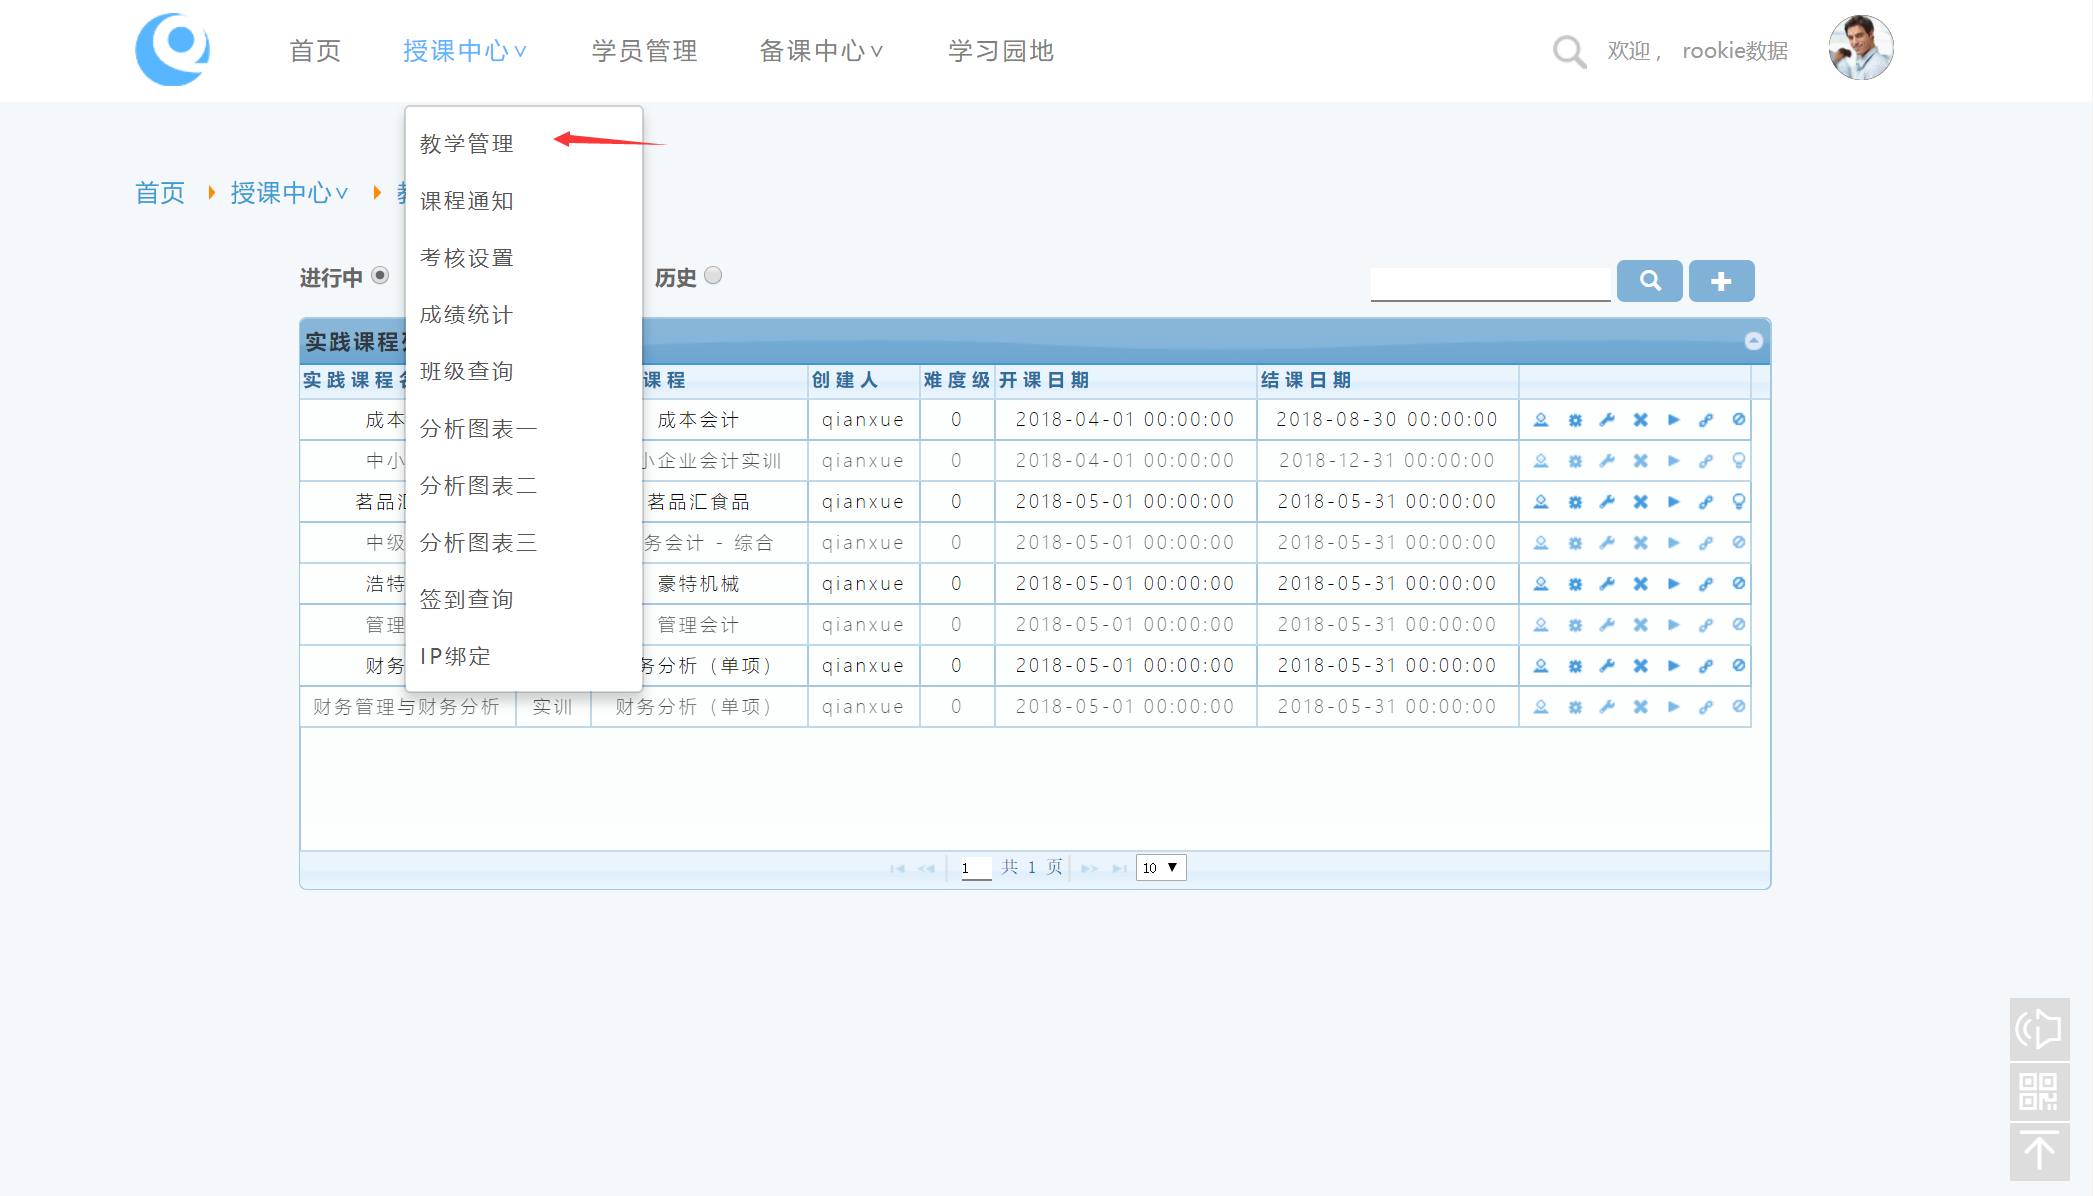 首页 授课中心∨ 学员管理 备课中心∨ 学习园地 欢迎， rookie数据
教学管理
课程通知
考核设置
成绩统计
班级查询
分析图表一
分析图表二
分析图表三
签到查询
IP绑定
首页 授课中心∨
进行中 历史
实践课程
实践课程 课程 创建人 难度级 开课日期 结课日期
成本 成本会计 qianxue 0 2018-04-01 00:00:00 2018-08-30 00:00:00
中小 小企业会计实训 qianxue 0 2018-04-01 00:00:00 2018-12-31 00:00:00
茗品汇 茗品汇食品 qianxue 0 2018-05-01 00:00:00 2018-05-31 00:00:00
中级 务会计 - 综合 qianxue 0 2018-05-01 00:00:00 2018-05-31 00:00:00
浩特 豪特机械 qianxue 0 2018-05-01 00:00:00 2018-05-31 00:00:00
管理 管理会计 qianxue 0 2018-05-01 00:00:00 2018-05-31 00:00:00
财务 务分析（单项） qianxue 0 2018-05-01 00:00:00 2018-05-31 00:00:00
财务管理与财务分析 实训 财务分析（单项） qianxue 0 2018-05-01 00:00:00 2018-05-31 00:00:00
1 共 1 页 10